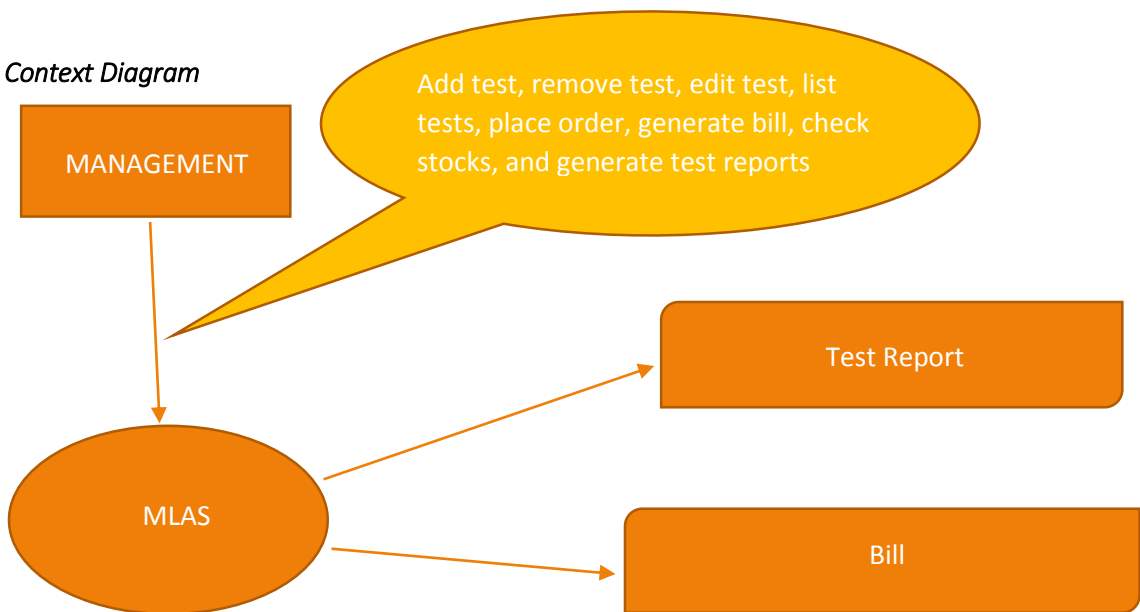 Context Diagram
MANAGEMENT
Add test, remove test, edit test, list
tests, place order, generate bill, check
stocks, and generate test reports
Test Report
MLAS
Bill